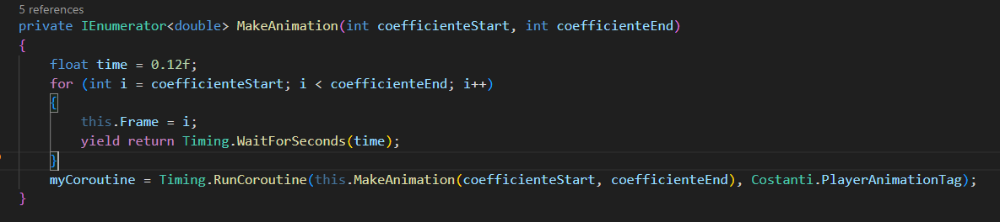 5 references
private IEnumerator<double> MakeAnimation(int coefficienteStart, int coefficienteEnd)
{
    float time = 0.12f;
    for (int i = coefficienteStart; i < coefficienteEnd; i++)
    {
        this.Frame = i;
        yield return Timing.WaitForSeconds(time);
    }
    myCoroutine = Timing.RunCoroutine(this.MakeAnimation(coefficienteStart, coefficienteEnd), Costanti.PlayerAnimationTag);
}